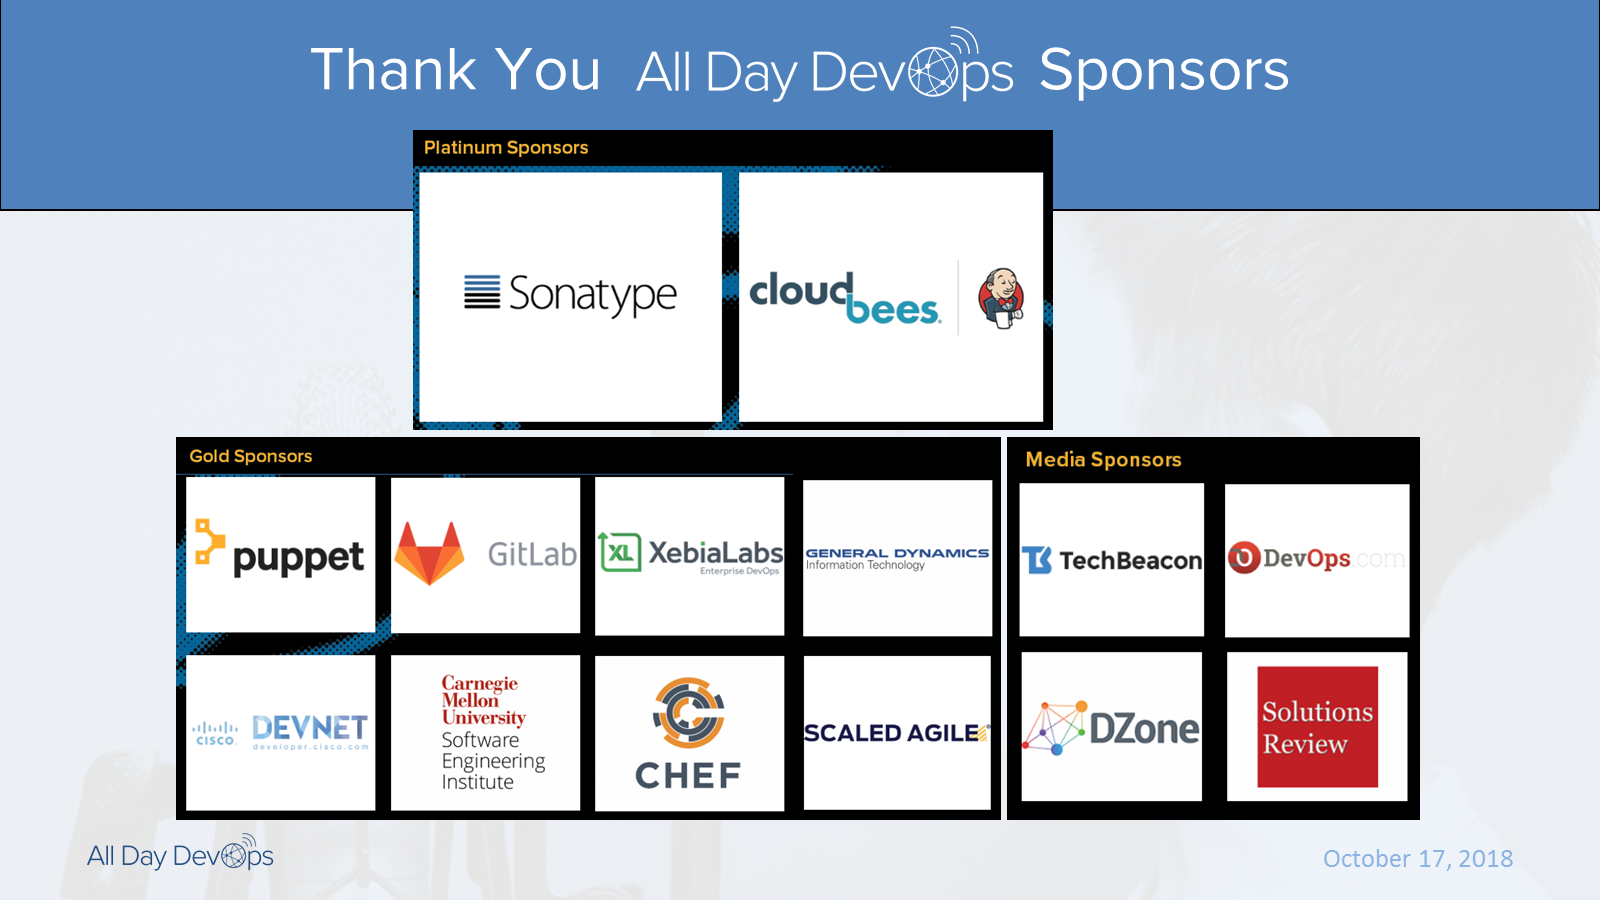 Thank You All Day DevOps Sponsors
Platinum Sponsors
Sonatype
cloudbees
Gold Sponsors
puppet
GitLab
XL XebiaLabs
Enterprise DevOps
GENERAL DYNAMICS
Information Technology
CISCO DEVNET
developer.cisco.com
Carnegie
Mellon
University
Software
Engineering
Institute
CHEF
SCALED AGILE
Media Sponsors
TechBeacon
DevOps.com
DZone
Solutions
Review
All Day DevOps
October 17, 2018